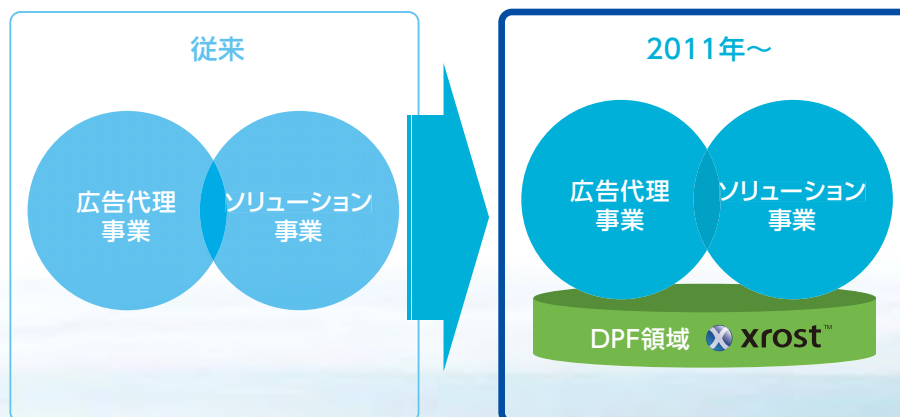 従来
広告代理
事業
ソリューション
事業
2011年～
広告代理
事業
ソリューション
事業
DPF領域 xrost™